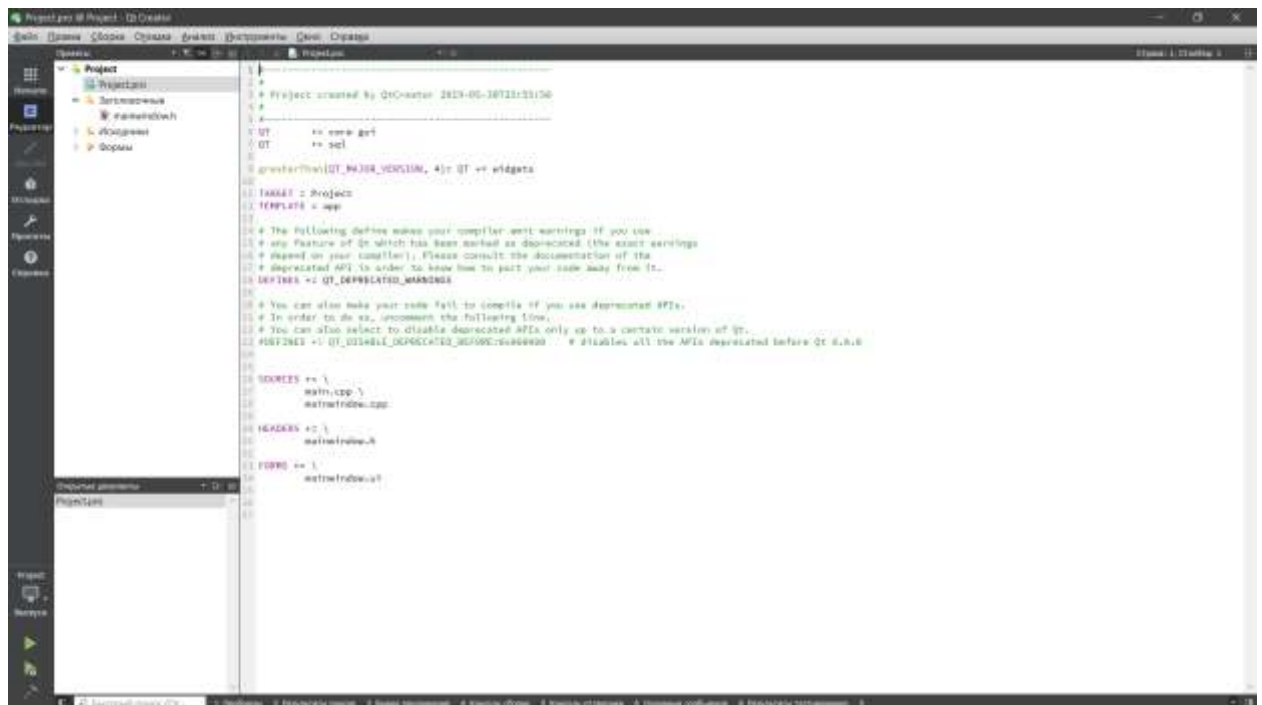 Project.pro @ Project - Qt Creator
Файл Правка Сборка Отладка Анализ Инструменты Окно Справка
Проекты
Project.pro
Project
Project.pro
Заголовочные
mainwindow.h
Исходники
Формы
Начало
Редактор
Отладка
Проекты
Справка
#-------------------------------------------------
#
# Project created by QtCreator
#
#-------------------------------------------------
QT += core gui
QT += sql
greaterThan(QT_MAJOR_VERSION, 4): QT += widgets
TARGET = Project
TEMPLATE = app
# The following define makes your compiler emit warnings if you use
# any feature of Qt which has been marked as deprecated (the exact warnings
# depend on your compiler). Please consult the documentation of the
# deprecated API in order to know how to port your code away from it.
DEFINES += QT_DEPRECATED_WARNINGS
# You can also make your code fail to compile if you use deprecated APIs.
# In order to do so, uncomment the following line.
# You can also select to disable deprecated APIs only up to a certain version of Qt.
#DEFINES += QT_DISABLE_DEPRECATED_BEFORE=0x060000 # disables all the APIs deprecated before Qt 6.0.0
SOURCES += \
main.cpp \
mainwindow.cpp
HEADERS += \
mainwindow.h
FORMS += \
mainwindow.ui
Открытые документы
Project.pro
Project
Выпуск